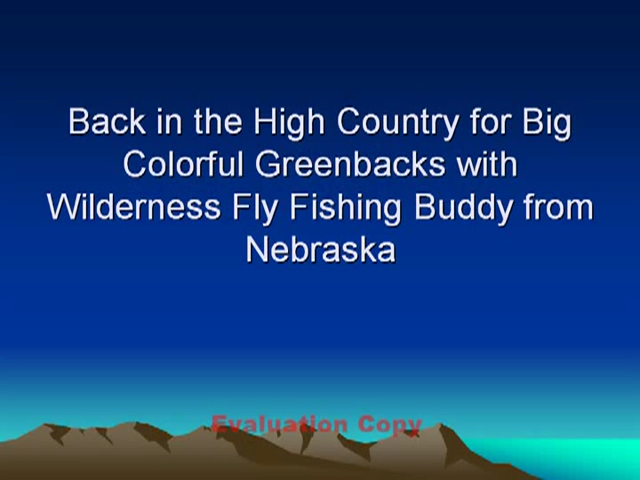 Back in the High Country for Big
Colorful Greenbacks with
Wilderness Fly Fishing Buddy from
Nebraska
Evaluation Copy